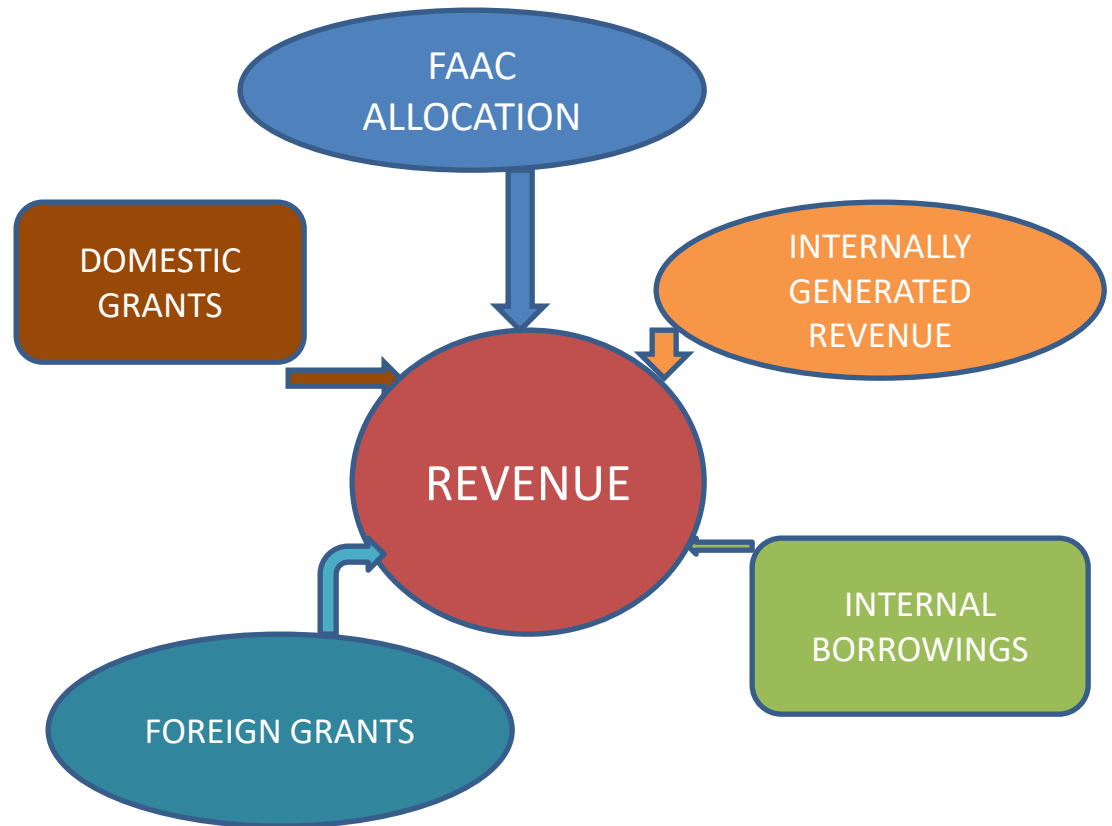 FAAC
ALLOCATION
DOMESTIC
GRANTS
INTERNALLY
GENERATED
REVENUE
REVENUE
INTERNAL
BORROWINGS
FOREIGN GRANTS